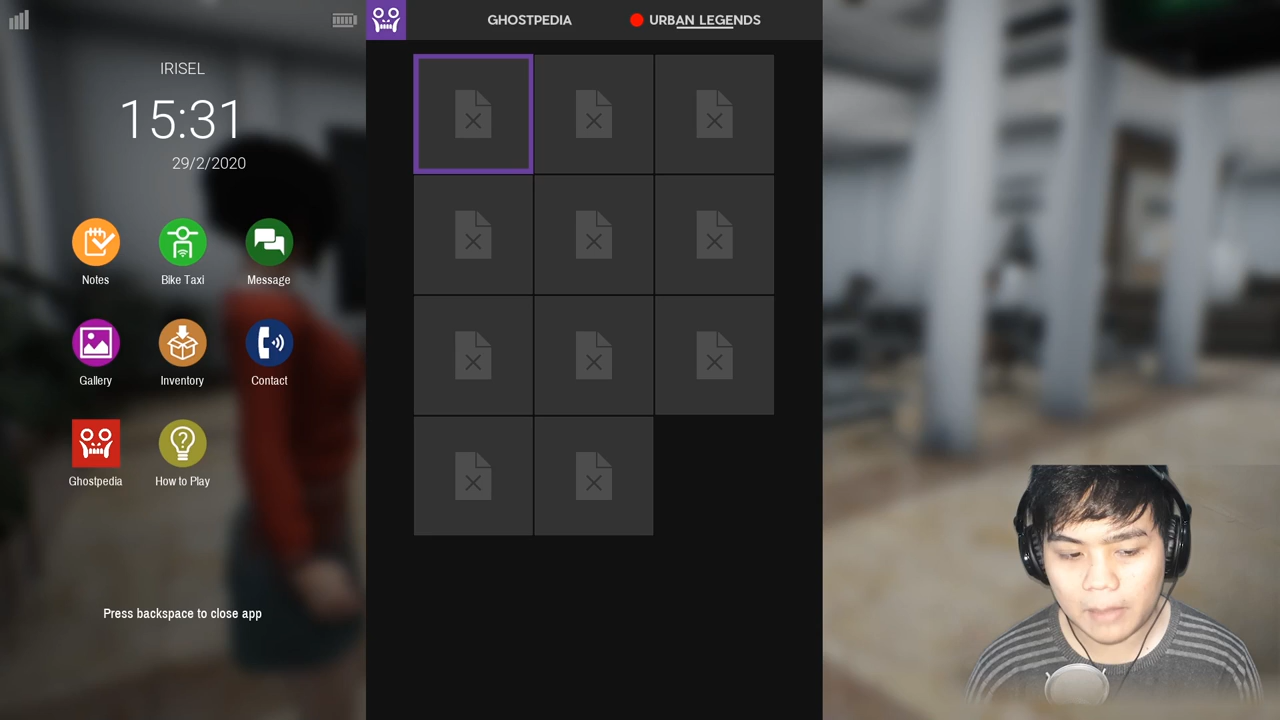 IRISEL
15:31
29/2/2020
Notes
Bike Taxi
Message
Gallery
Inventory
Contact
Ghostpedia
How to Play
Press backspace to close app
GHOSTPEDIA
URBAN LEGENDS